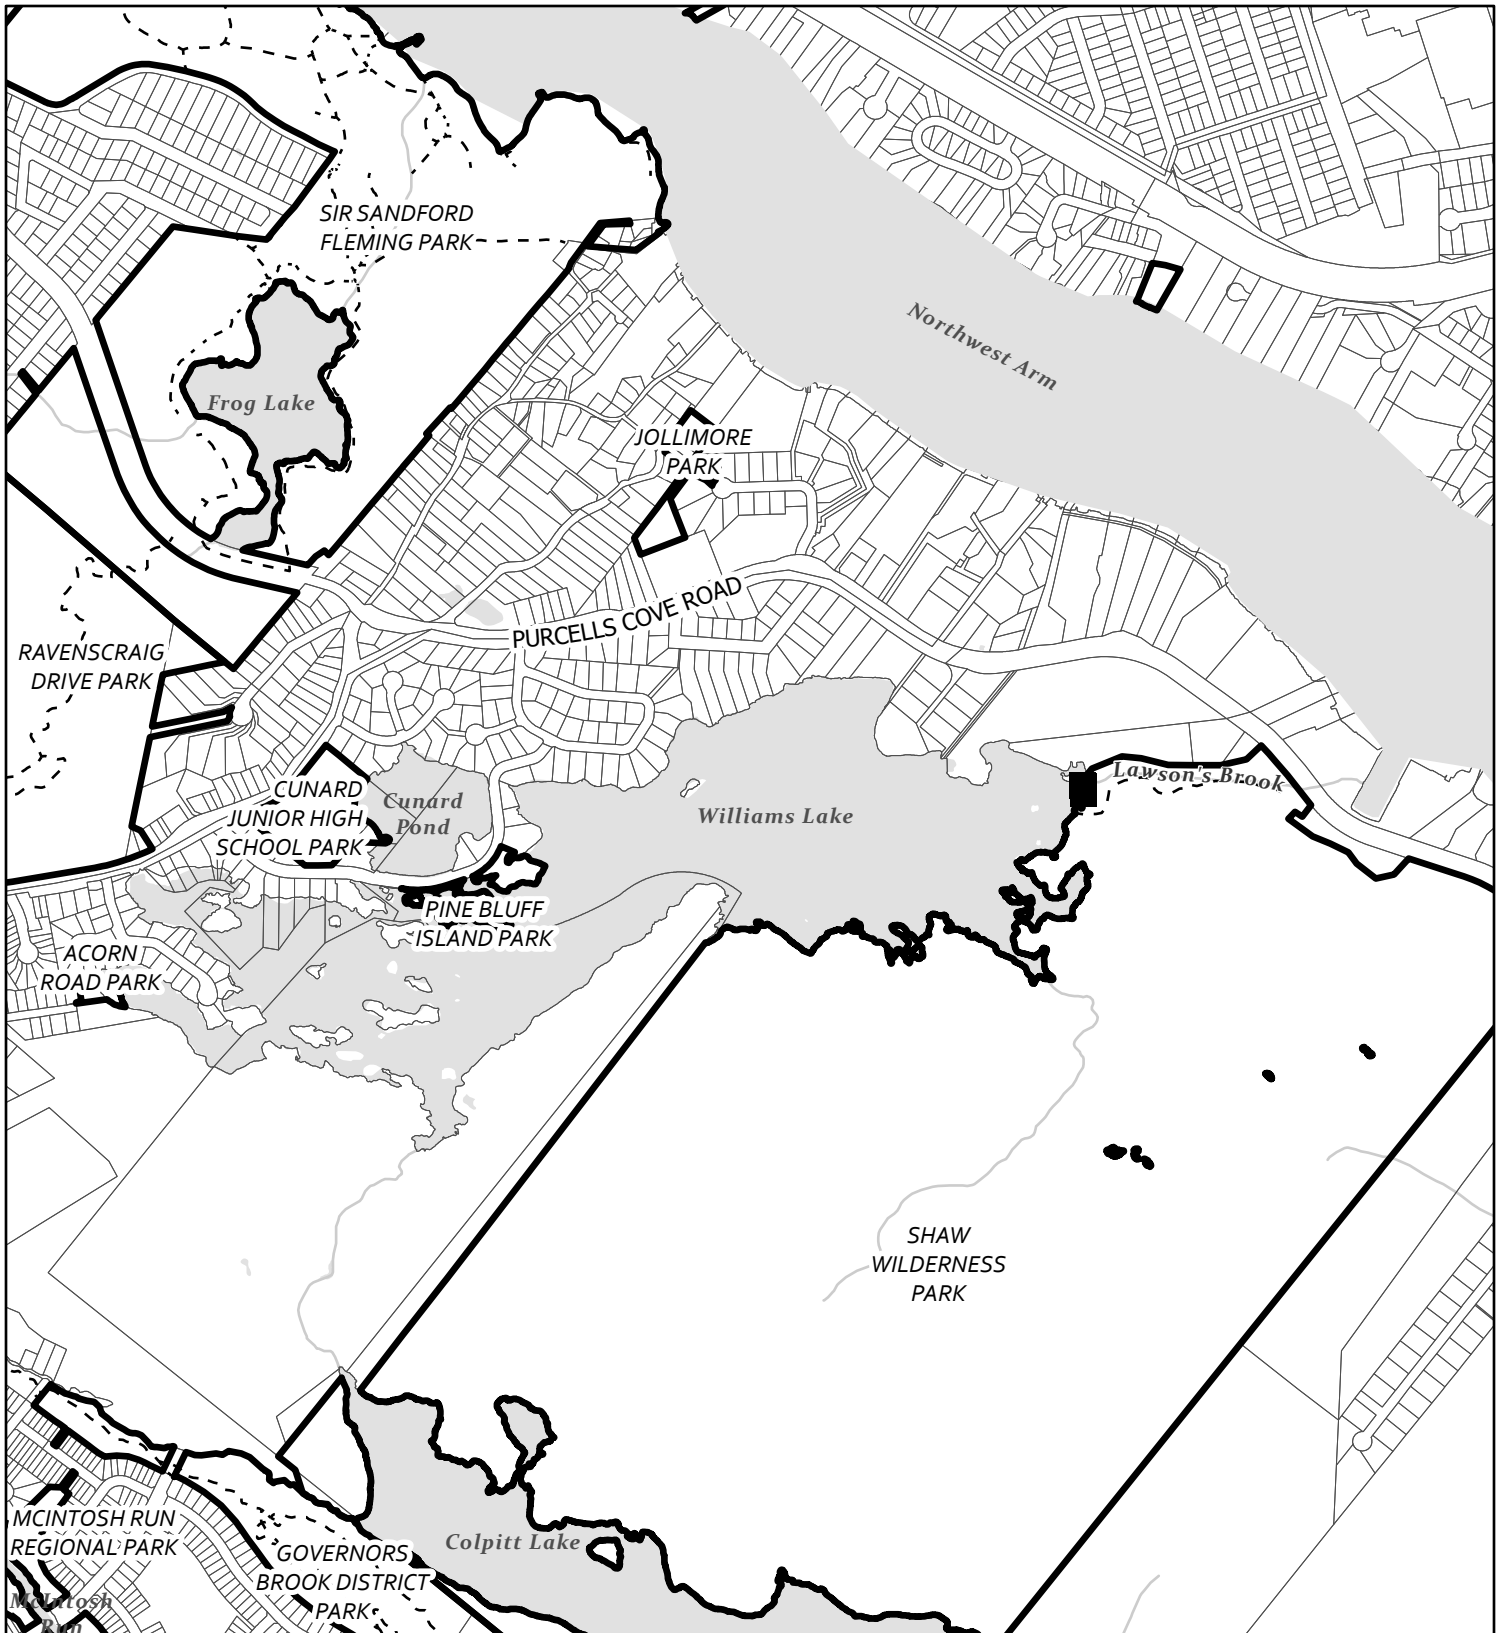 SIR SANDFORD
FLEMING PARK
Northwest Arm
Frog Lake
JOLLIMORE
PARK
PURCELLS COVE ROAD
RAVENSCRAIG
DRIVE PARK
Lawson's Brook
CUNARD
JUNIOR HIGH
SCHOOL PARK
Cunard
Pond
Williams Lake
PINE BLUFF
ISLAND PARK
ACORN
ROAD PARK
SHAW
WILDERNESS
PARK
MCINTOSH RUN
REGIONAL PARK
Colpitt Lake
GOVERNORS
BROOK DISTRICT
PARK
McIntosh
Run